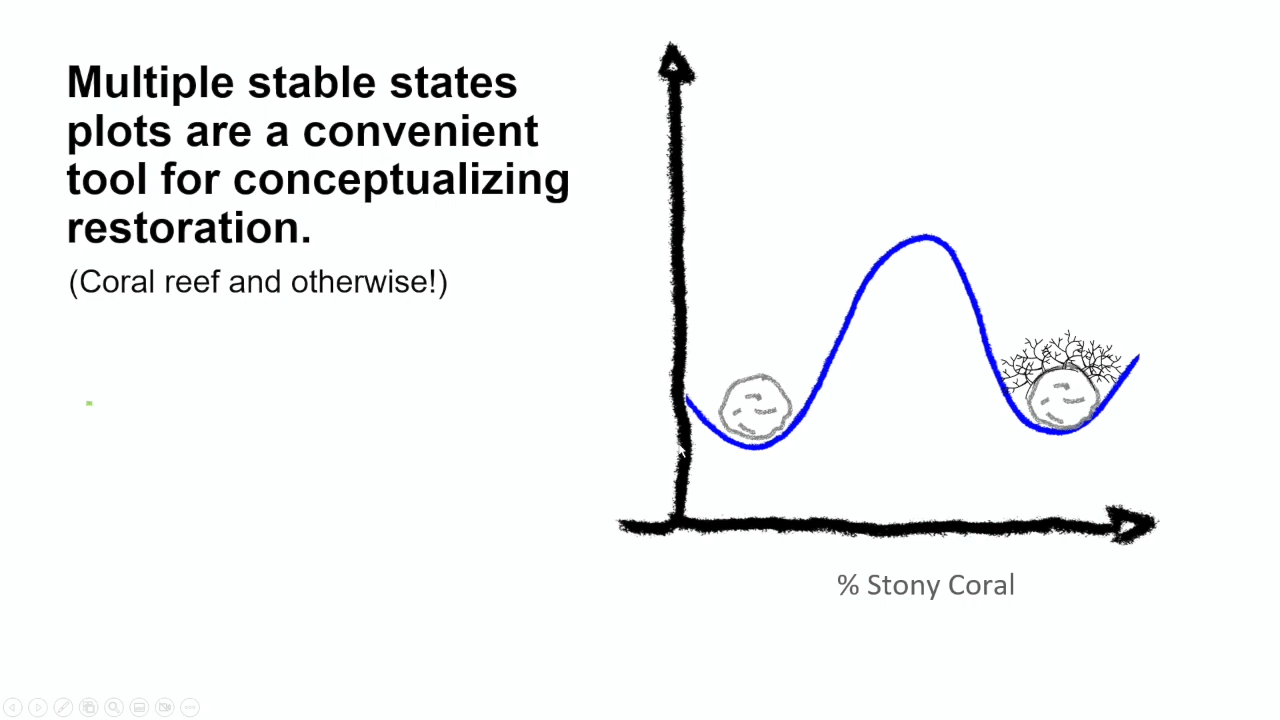 Multiple stable states
plots are a convenient
tool for conceptualizing
restoration.
(Coral reef and otherwise!)
% Stony Coral